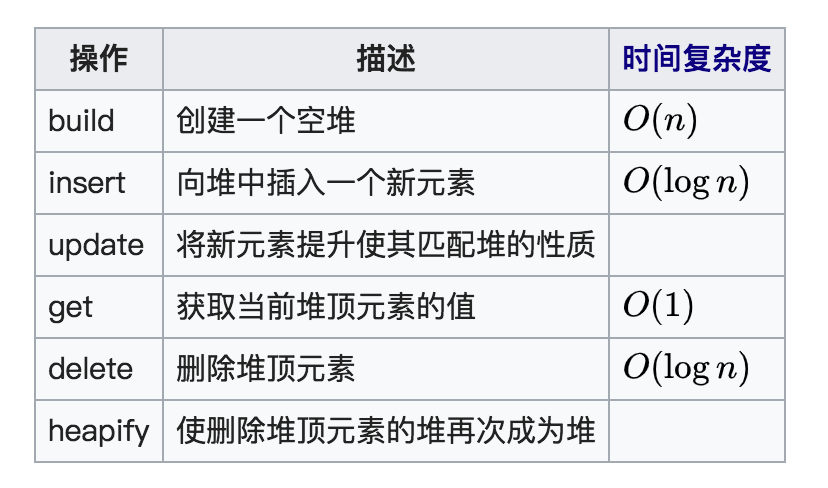 操作 描述 时间复杂度
build 创建一个空堆 O(n)
insert 向堆中插入一个新元素 O(log n)
update 将新元素提升使其匹配堆的性质
get 获取当前堆顶元素的值 O(1)
delete 删除堆顶元素 O(log n)
heapify 使删除堆顶元素的堆再次成为堆